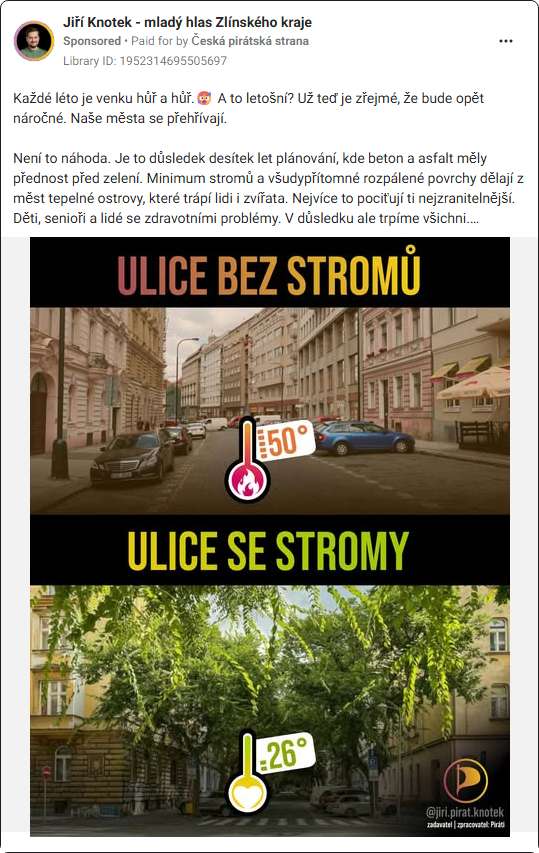 Jiří Knotek - mladý hlas Zlínského kraje
Sponsored • Paid for by Česká pirátská strana
Library ID: 1952314695505697
Každé léto je venku hůř a hůř.🥵 A to letošní? Už teď je zřejmé, že bude opět
náročné. Naše města se přehřívají.
Není to náhoda. Je to důsledek desítek let plánování, kde beton a asfalt měly
přednost před zelení. Minimum stromů a všudypřítomné rozpálené povrchy dělají z
měst tepelné ostrovy, které trápí lidi i zvířata. Nejvíce to pociťují ti nejzranitelnější.
Děti, senioři a lidé se zdravotními problémy. V důsledku ale trpíme všichni....
ULICE BEZ STROMŮ
50°
ULICE SE STROMY
26°
@jiri.pirat.knotek
zadavatel | zpracovatel: Piráti